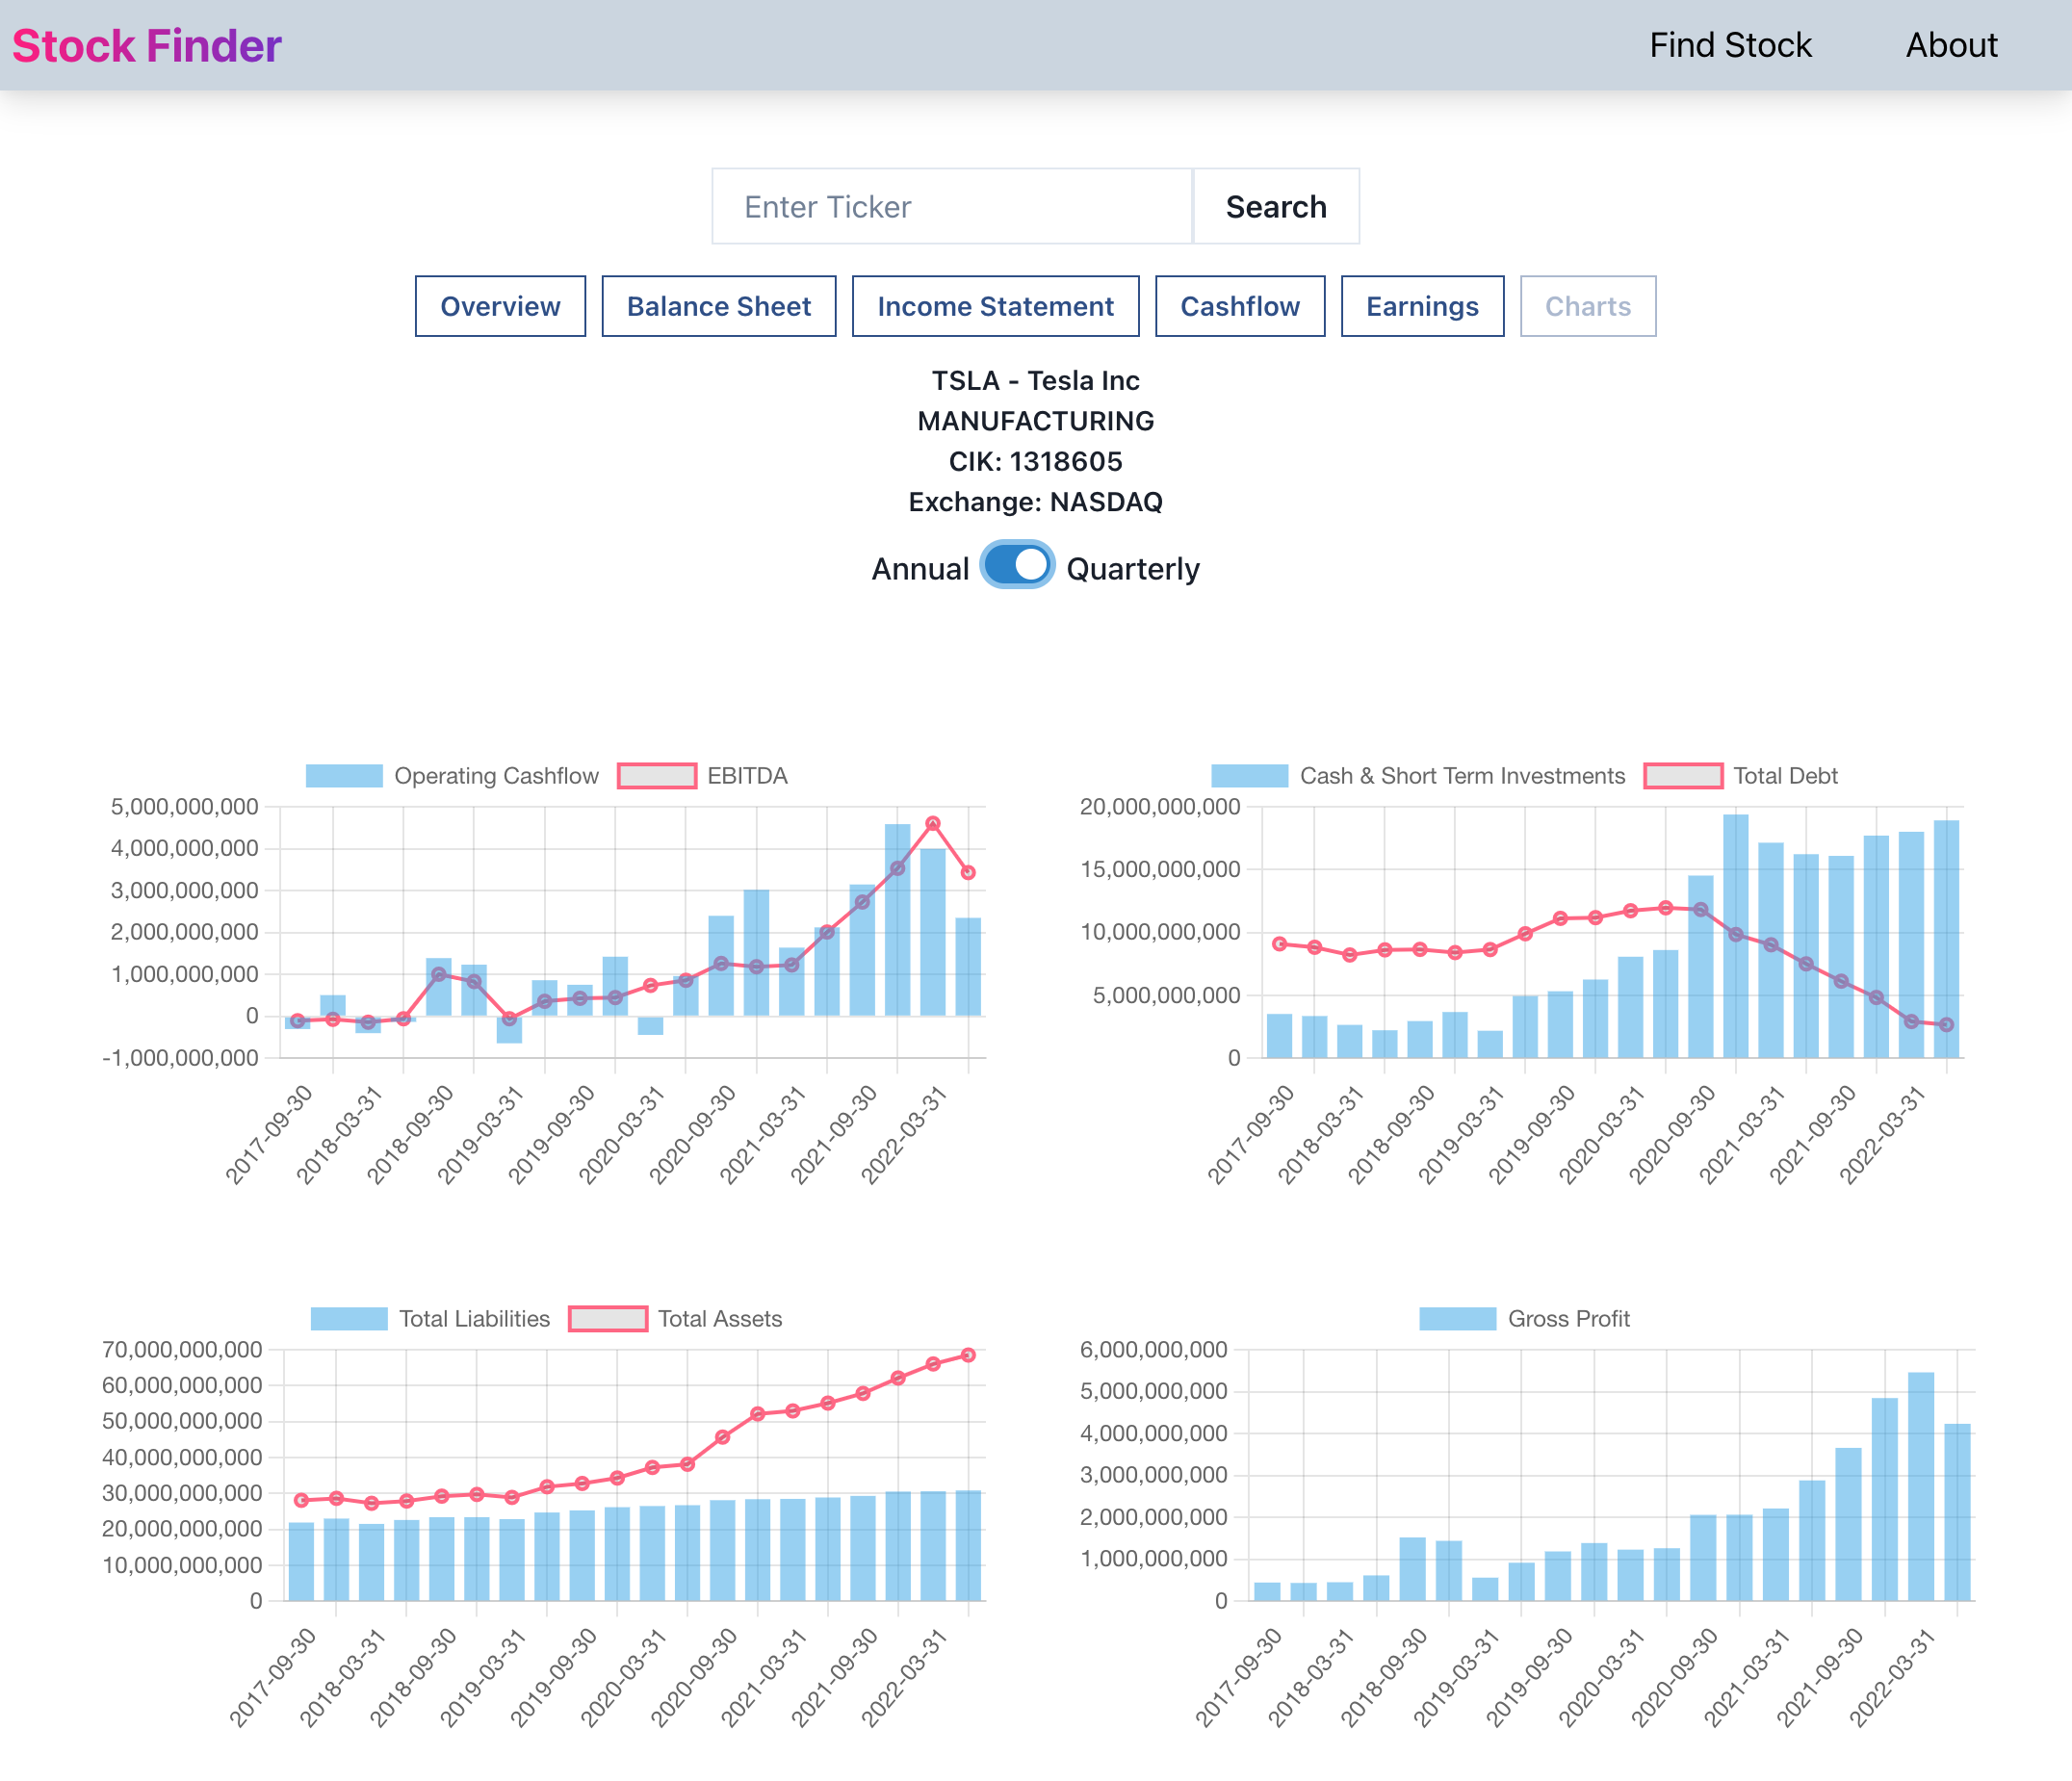 Stock Finder Find Stock About
Enter Ticker Search
Overview Balance Sheet Income Statement Cashflow Earnings Charts
TSLA - Tesla Inc
MANUFACTURING
CIK: 1318605
Exchange: NASDAQ
Annual Quarterly
Operating Cashflow EBITDA
5,000,000,000
4,000,000,000
3,000,000,000
2,000,000,000
1,000,000,000
0
-1,000,000,000
2017-09-30 2018-03-31 2018-09-30 2019-03-31 2019-09-30 2020-03-31 2020-09-30 2021-03-31 2021-09-30 2022-03-31
Cash & Short Term Investments Total Debt
20,000,000,000
15,000,000,000
10,000,000,000
5,000,000,000
0
2017-09-30 2018-03-31 2018-09-30 2019-03-31 2019-09-30 2020-03-31 2020-09-30 2021-03-31 2021-09-30 2022-03-31
Total Liabilities Total Assets
70,000,000,000
60,000,000,000
50,000,000,000
40,000,000,000
30,000,000,000
20,000,000,000
10,000,000,000
0
2017-09-30 2018-03-31 2018-09-30 2019-03-31 2019-09-30 2020-03-31 2020-09-30 2021-03-31 2021-09-30 2022-03-31
Gross Profit
6,000,000,000
5,000,000,000
4,000,000,000
3,000,000,000
2,000,000,000
1,000,000,000
0
2017-09-30 2018-03-31 2018-09-30 2019-03-31 2019-09-30 2020-03-31 2020-09-30 2021-03-31 2021-09-30 2022-03-31